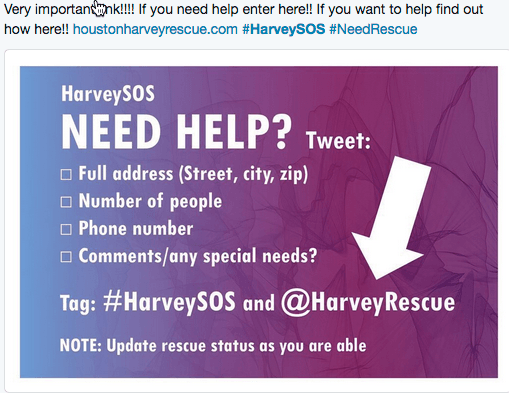 Very important nk!!!! If you need help enter here!! If you want to help find out
how here!! houstonharveyrescue.com #HarveySOS #NeedRescue
HarveySOS
NEED HELP? Tweet:
Full address (Street, city, zip)
Number of people
Phone number
Comments/any special needs?
Tag: #HarveySOS and @HarveyRescue
NOTE: Update rescue status as you are able